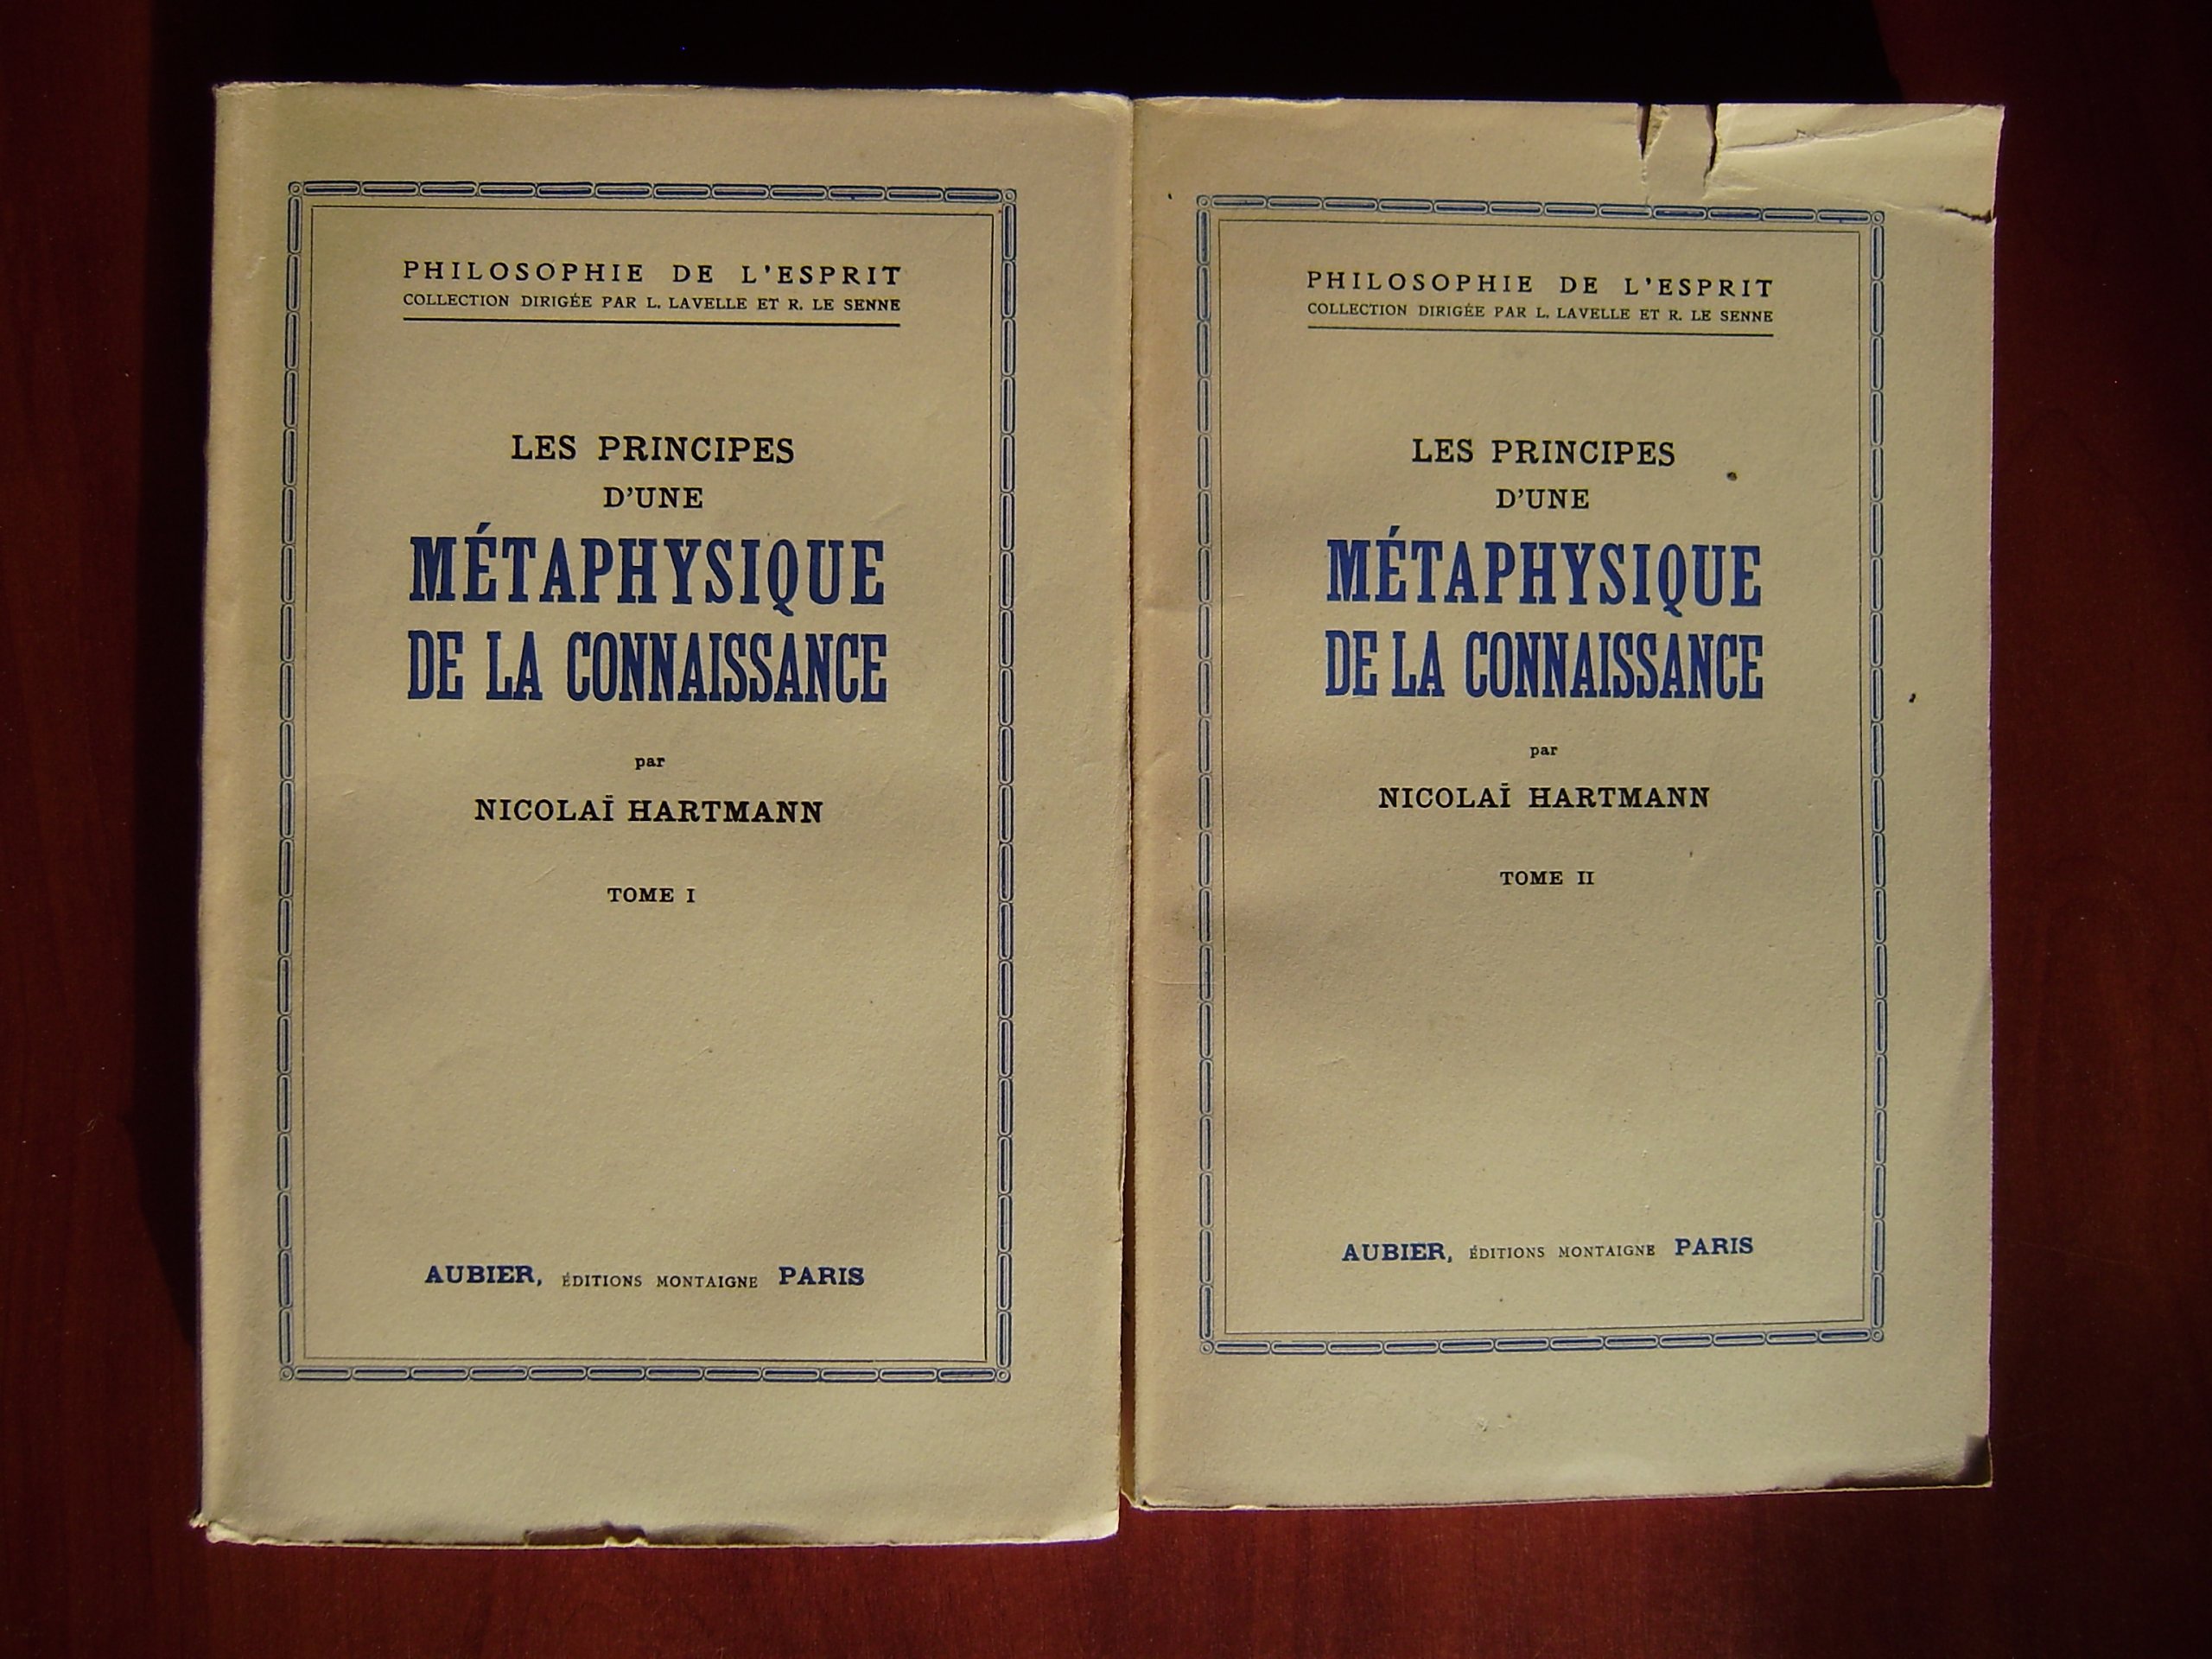 PHILOSOPHIE DE L'ESPRIT
COLLECTION DIRIGÉE PAR L. LAVELLE ET R. LE SENNE
LES PRINCIPES
D'UNE
MÉTAPHYSIQUE
DE LA CONNAISSANCE
par
NICOLAÏ HARTMANN
TOME I
AUBIER, ÉDITIONS MONTAIGNE PARIS
PHILOSOPHIE DE L'ESPRIT
COLLECTION DIRIGÉE PAR L. LAVELLE ET R. LE SENNE
LES PRINCIPES
D'UNE
MÉTAPHYSIQUE
DE LA CONNAISSANCE
par
NICOLAÏ HARTMANN
TOME II
AUBIER, ÉDITIONS MONTAIGNE PARIS